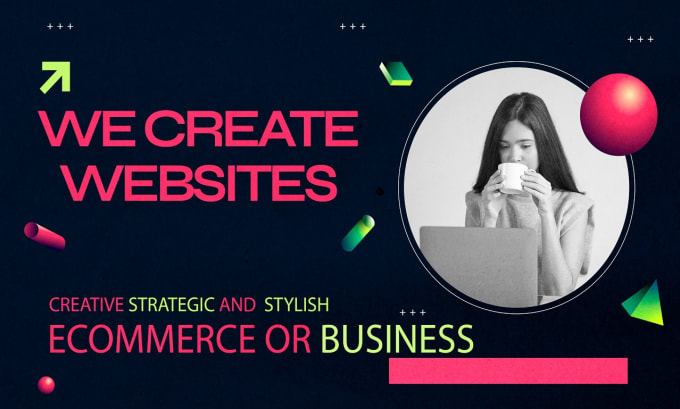 WE CREATE
WEBSITES
CREATIVE STRATEGIC AND STYLISH
ECOMMERCE OR BUSINESS